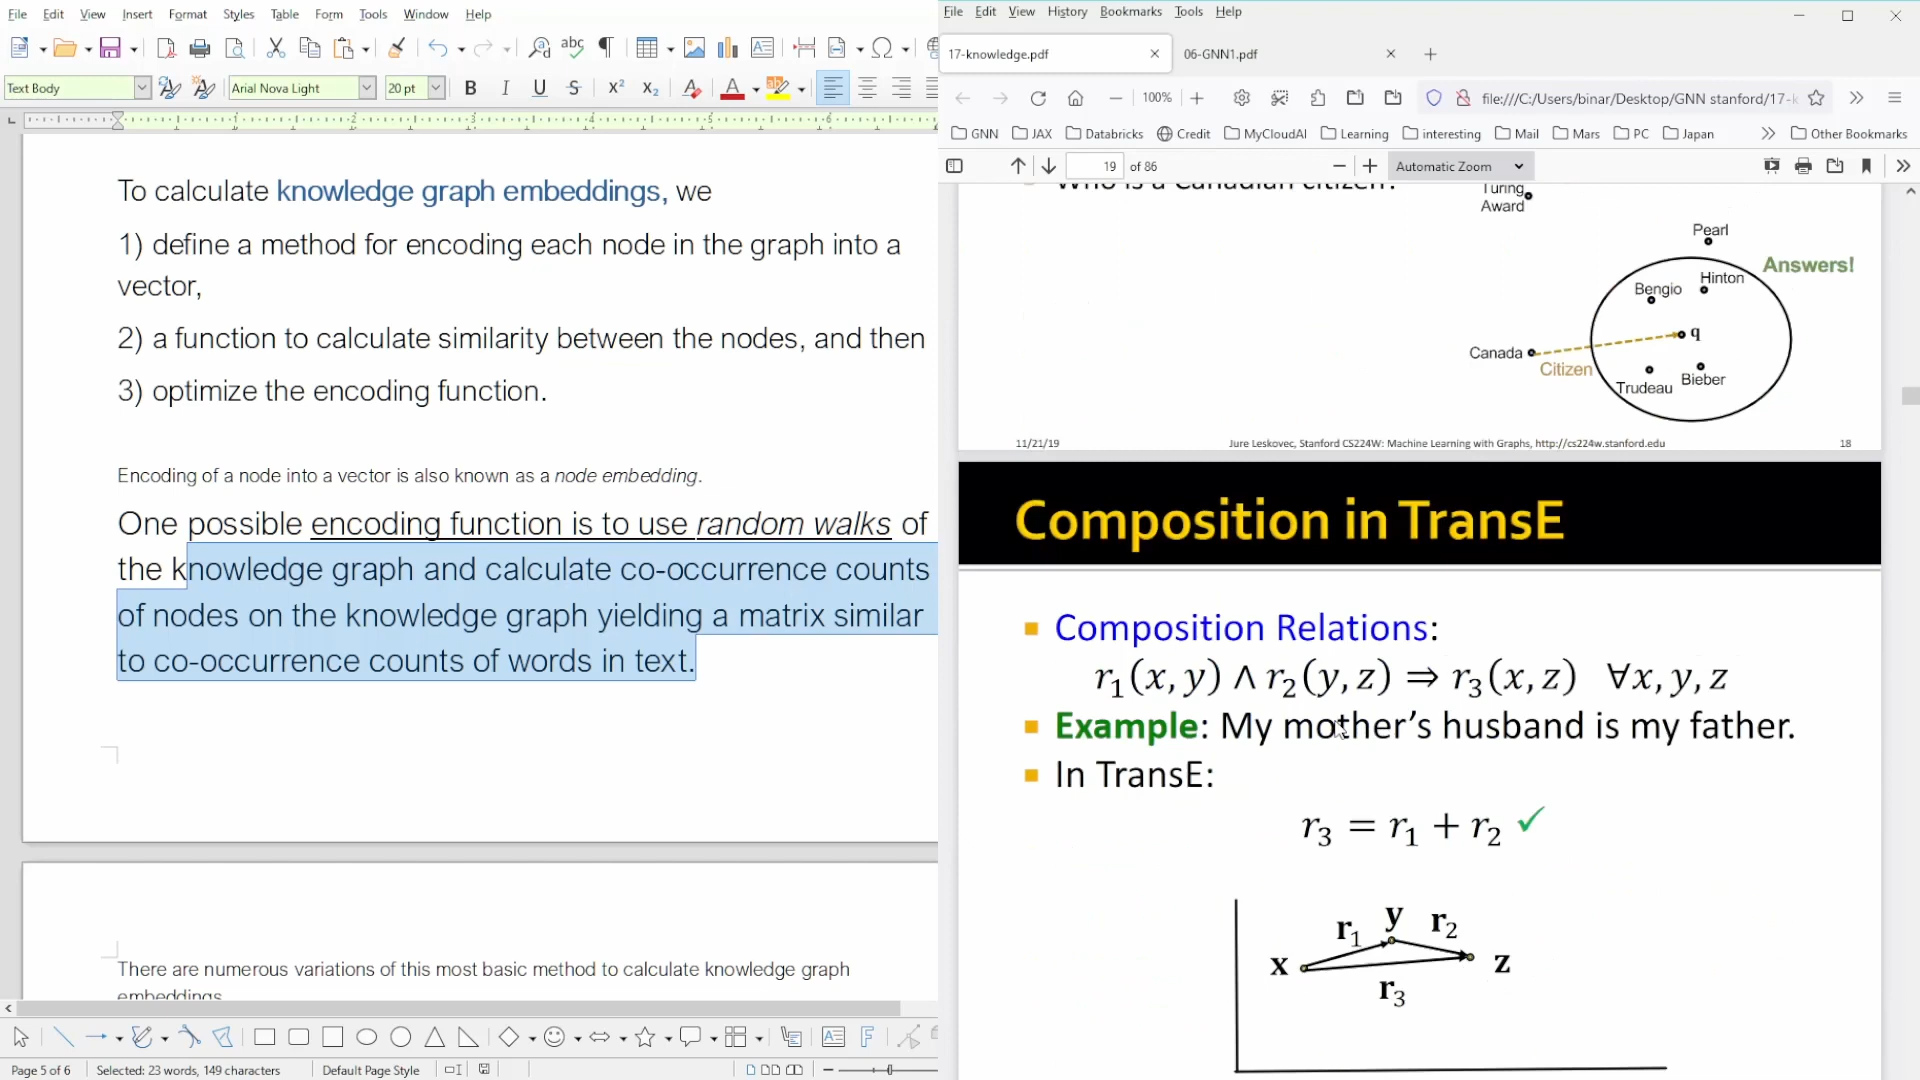 File Edit View Insert Format Styles Table Form Tools Window Help
Text Body Arial Nova Light 20 pt
To calculate knowledge graph embeddings, we
1) define a method for encoding each node in the graph into a
vector,
2) a function to calculate similarity between the nodes, and then
3) optimize the encoding function.
Encoding of a node into a vector is also known as a node embedding.
One possible encoding function is to use random walks of
the knowledge graph and calculate co-occurrence counts
of nodes on the knowledge graph yielding a matrix similar
to co-occurrence counts of words in text.
There are numerous variations of this most basic method to calculate knowledge graph
embeddings
Page 5 of 6 Selected: 23 words, 149 characters Default Page Style
File Edit View History Bookmarks Tools Help
17-knowledge.pdf 06-GNN1.pdf
100% file:///C:/Users/binar/Desktop/GNN stanford/17-k
GNN JAX Databricks Credit MyCloudAI Learning interesting Mail Mars PC Japan Other Bookmarks
19 of 86 Automatic Zoom
Who is a Canadian citizen?
Turing
Award
Pearl
Answers!
Hinton
Bengio
q
Canada
Citizen
Trudeau Bieber
11/21/19 Jure Leskovec, Stanford CS224W: Machine Learning with Graphs, http://cs224w.stanford.edu 18
Composition in TransE
Composition Relations:
r₁(x, y) ∧ r₂(y, z) ⇒ r₃(x, z) ∀x, y, z
Example: My mother's husband is my father.
In TransE:
r₃ = r₁ + r₂ ✓
y
r₁ r₂
x z
r₃